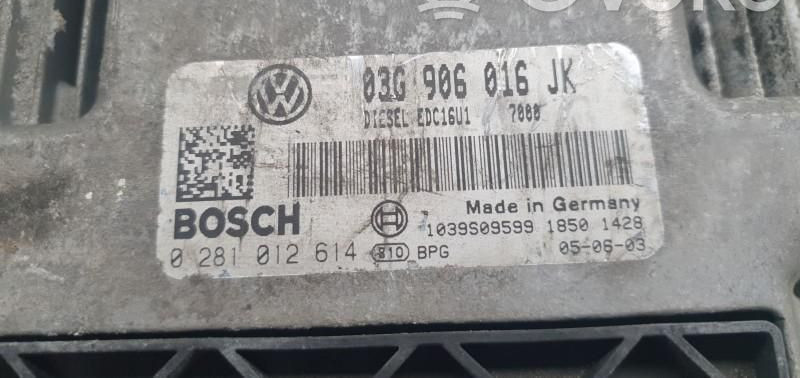 03G 906 016 JK
DIESEL EDC16U1 7000
BOSCH
Made in Germany
1039S09599 1850 1428
0 281 012 614 810 BPG
05-06-03